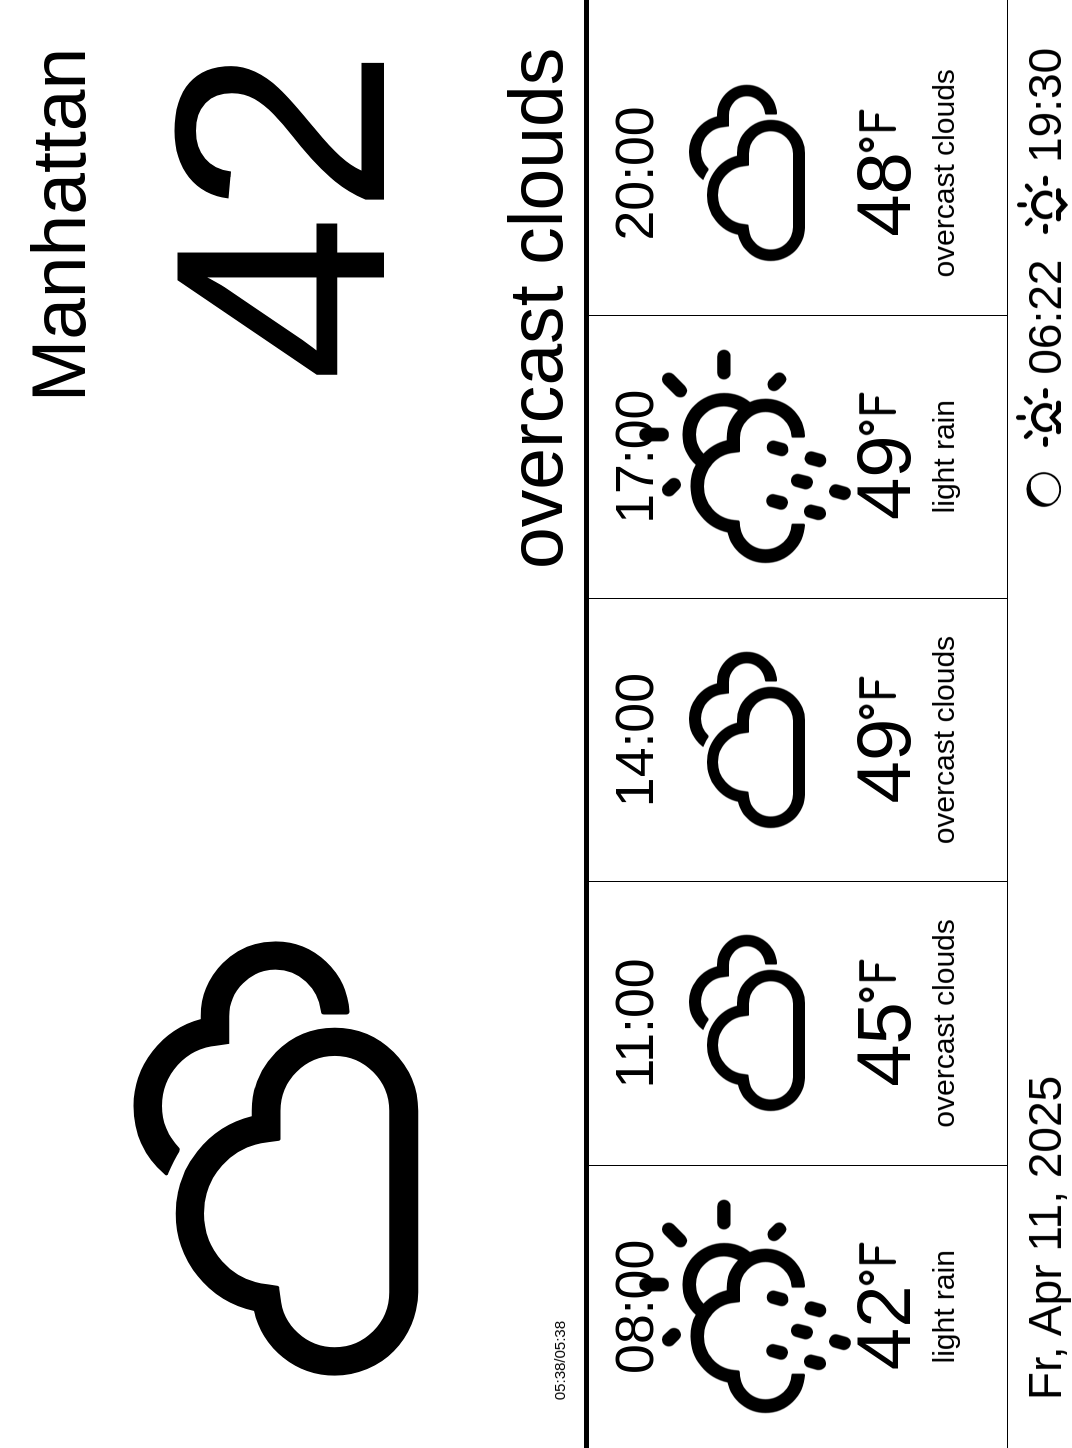 Manhattan
42
overcast clouds
05:38/05:38
08:00
42°F
light rain
11:00
45°F
overcast clouds
14:00
49°F
overcast clouds
17:00
49°F
light rain
20:00
48°F
overcast clouds
Fr, Apr 11, 2025
06:22
19:30